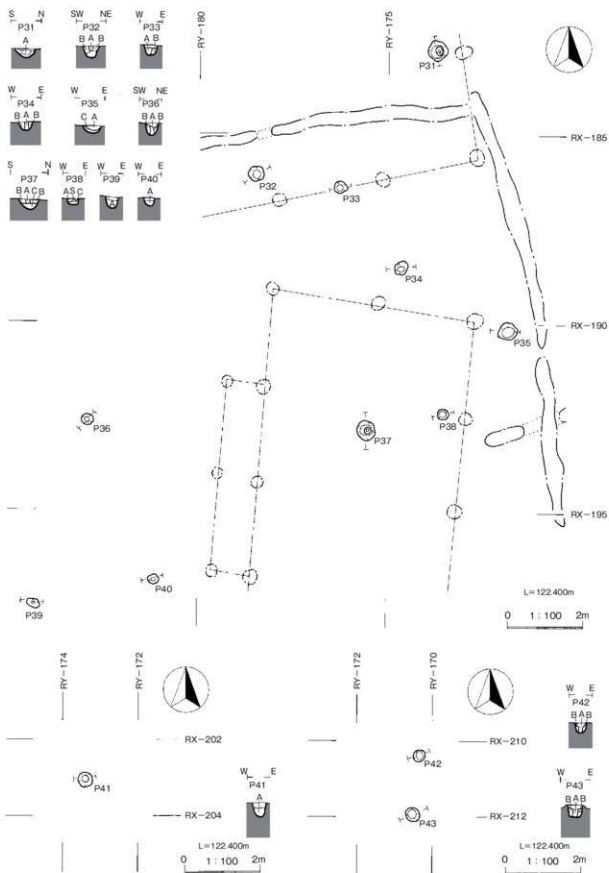 S N
P31
A
SW NE
P32
B A B
W E
P33
B A B
W E
P34
B A B
W E
P35
C A
SW NE
P36
B A B
S N
P37
B A C B
W E
P38
A S C
W E
P39
A
W E
P40
A
RY-180
RY-175
P31
RX-185
P32
P33
P34
RX-190
P35
P36
P37
P38
RX-195
P40
P39
L=122.400m
0 1:100 2m
RY-174
RY-172
RX-202
P41
RX-204
W E
P41
A
L=122.400m
0 1:100 2m
RY-172
RY-170
RX-210
P42
P43
RX-212
W E
P42
B A B
W E
P43
B A B
L=122.400m
0 1:100 2m